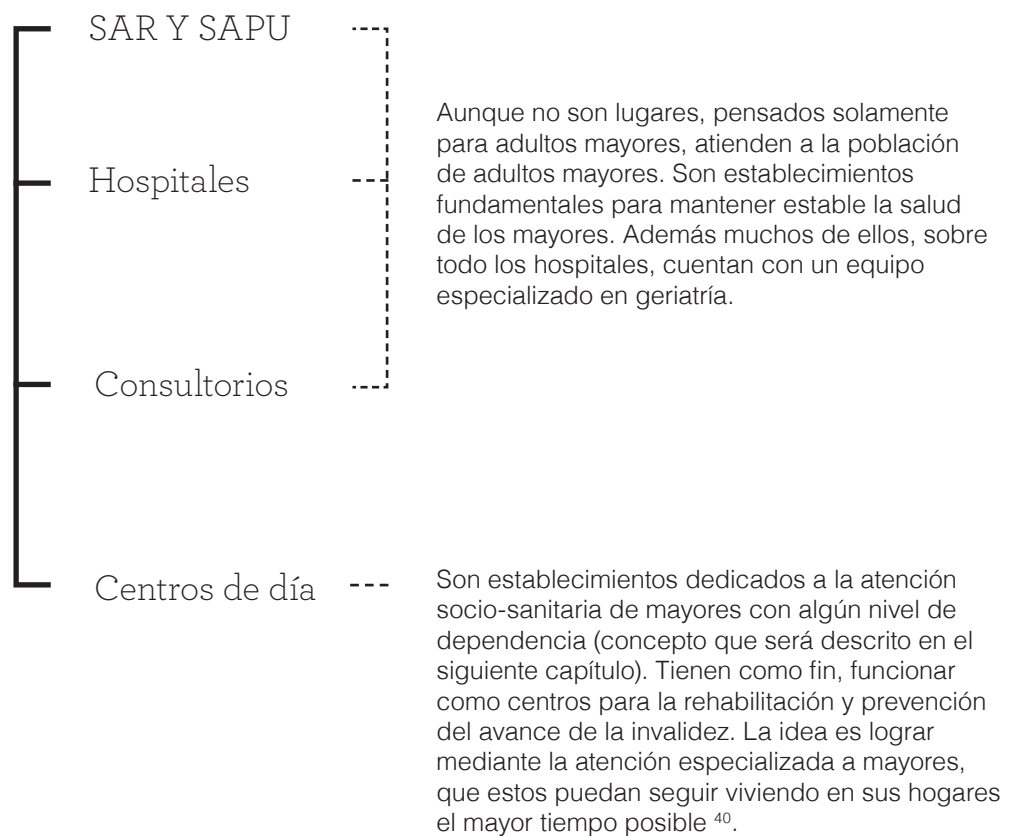 SAR Y SAPU
Hospitales
Aunque no son lugares, pensados solamente
para adultos mayores, atienden a la población
de adultos mayores. Son establecimientos
fundamentales para mantener estable la salud
de los mayores. Además muchos de ellos, sobre
todo los hospitales, cuentan con un equipo
especializado en geriatría.
Consultorios
Centros de día
Son establecimientos dedicados a la atención
socio-sanitaria de mayores con algún nivel de
dependencia (concepto que será descrito en el
siguiente capítulo). Tienen como fin, funcionar
como centros para la rehabilitación y prevención
del avance de la invalidez. La idea es lograr
mediante la atención especializada a mayores,
que estos puedan seguir viviendo en sus hogares
el mayor tiempo posible ⁴⁰.